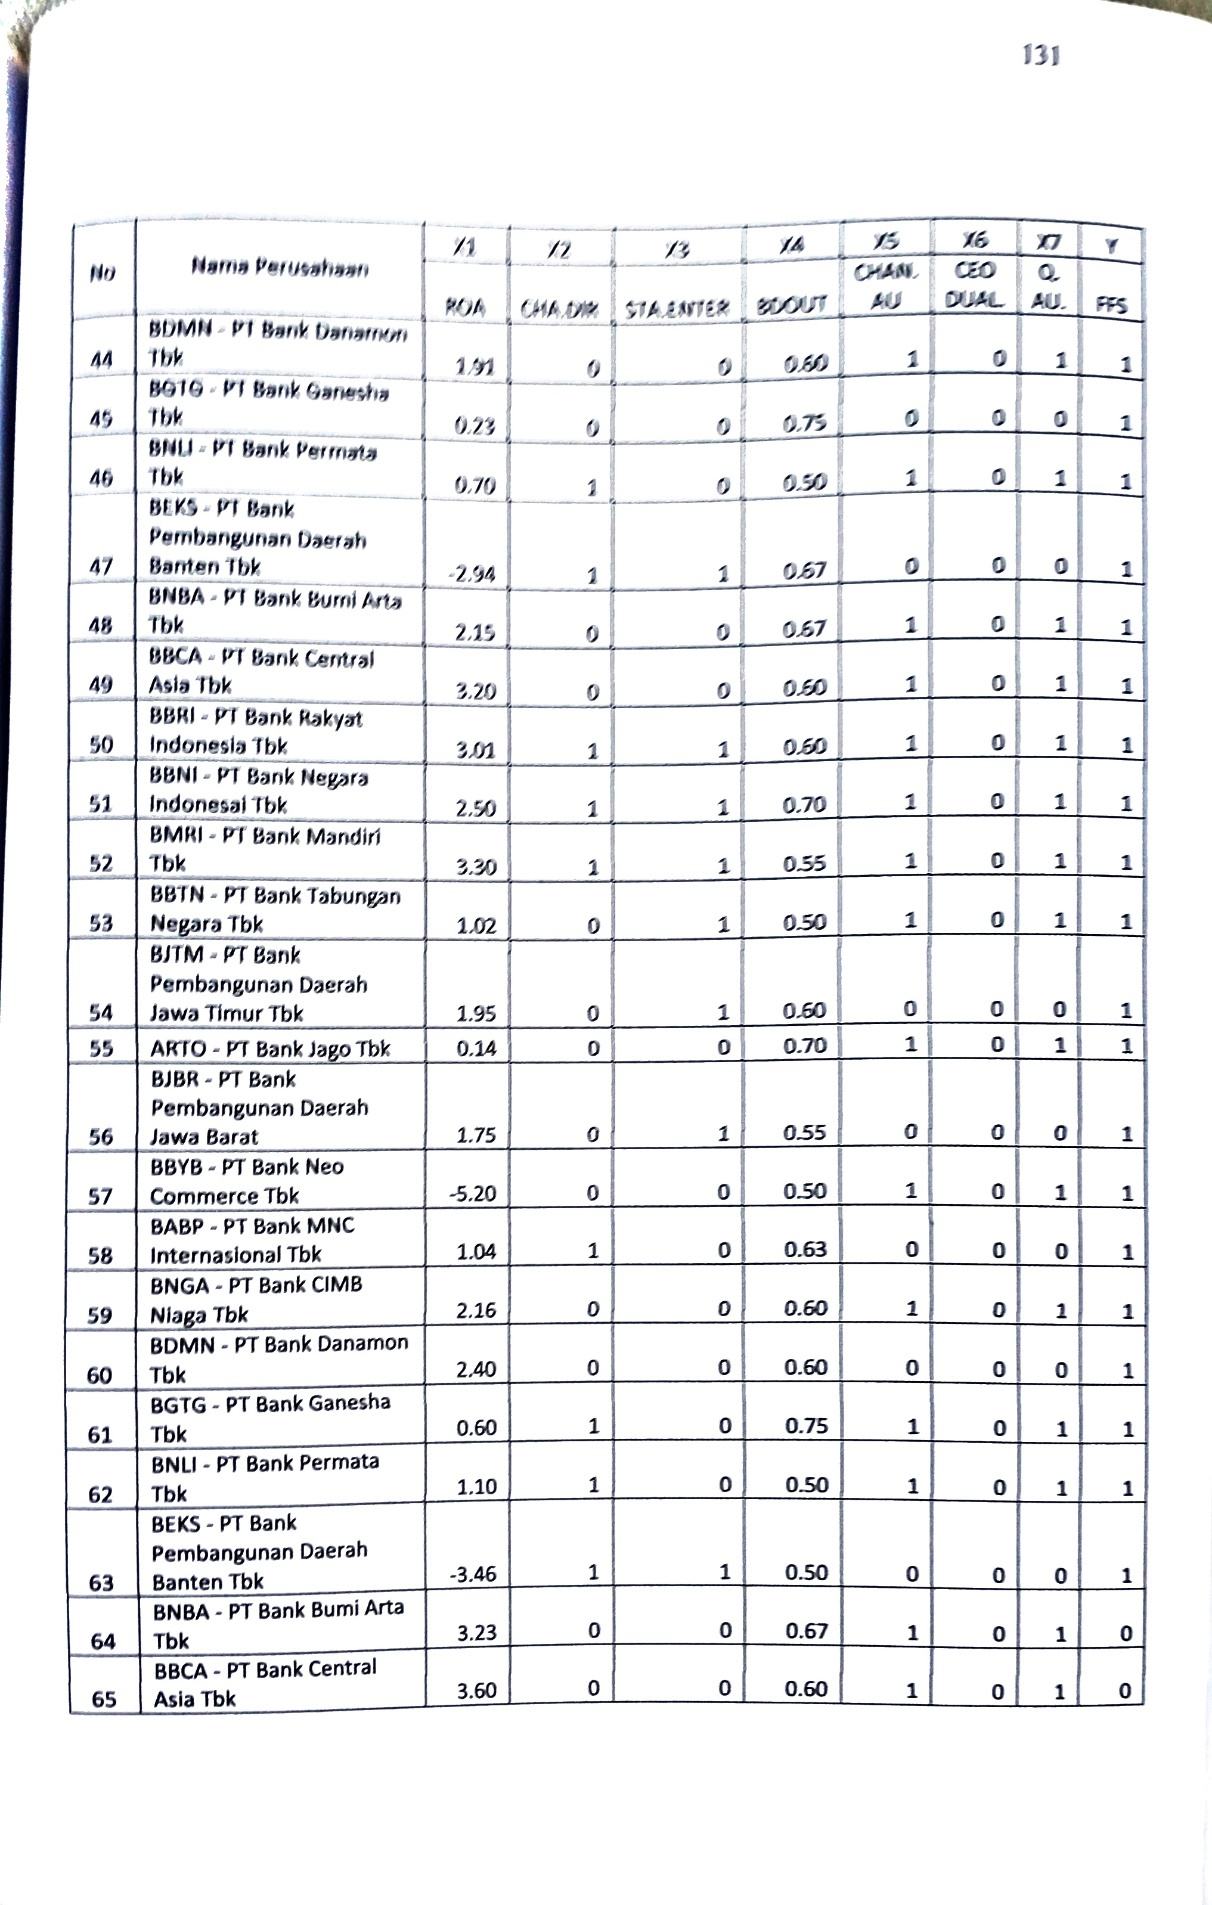 131
No Nama Perusahaan X1 X2 X3 X4 X5 X6 X7 Y
ROA CHA.DIR STA.ENTER BDOUT CHAN. AU CEO DUAL Q. AU. FFS
BDMN - PT Bank Danamon
44 Tbk 1.91 0 0 0.60 1 0 1 1
BGTG - PT Bank Ganesha
45 Tbk 0.23 0 0 0.75 0 0 0 1
BNLI - PT Bank Permata
46 Tbk 0.70 1 0 0.50 1 0 1 1
BEKS - PT Bank
Pembangunan Daerah
47 Banten Tbk -2.94 1 1 0.67 0 0 0 1
BNBA - PT Bank Bumi Arta
48 Tbk 2.15 0 0 0.67 1 0 1 1
BBCA - PT Bank Central
49 Asia Tbk 3.20 0 0 0.60 1 0 1 1
BBRI - PT Bank Rakyat
50 Indonesia Tbk 3.01 1 1 0.60 1 0 1 1
BBNI - PT Bank Negara
51 Indonesai Tbk 2.50 1 1 0.70 1 0 1 1
BMRI - PT Bank Mandiri
52 Tbk 3.30 1 1 0.55 1 0 1 1
BBTN - PT Bank Tabungan
53 Negara Tbk 1.02 0 1 0.50 1 0 1 1
BJTM - PT Bank
Pembangunan Daerah
54 Jawa Timur Tbk 1.95 0 1 0.60 0 0 0 1
55 ARTO - PT Bank Jago Tbk 0.14 0 0 0.70 1 0 1 1
BJBR - PT Bank
Pembangunan Daerah
56 Jawa Barat 1.75 0 1 0.55 0 0 0 1
BBYB - PT Bank Neo
57 Commerce Tbk -5.20 0 0 0.50 1 0 1 1
BABP - PT Bank MNC
58 Internasional Tbk 1.04 1 0 0.63 0 0 0 1
BNGA - PT Bank CIMB
59 Niaga Tbk 2.16 0 0 0.60 1 0 1 1
BDMN - PT Bank Danamon
60 Tbk 2.40 0 0 0.60 0 0 0 1
BGTG - PT Bank Ganesha
61 Tbk 0.60 1 0 0.75 1 0 1 1
BNLI - PT Bank Permata
62 Tbk 1.10 1 0 0.50 1 0 1 1
BEKS - PT Bank
Pembangunan Daerah
63 Banten Tbk -3.46 1 1 0.50 0 0 0 1
BNBA - PT Bank Bumi Arta
64 Tbk 3.23 0 0 0.67 1 0 1 0
BBCA - PT Bank Central
65 Asia Tbk 3.60 0 0 0.60 1 0 1 0